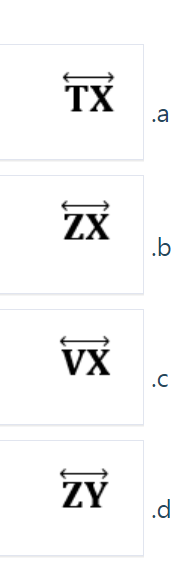 TX .a
ZX .b
VX .c
ZY .d